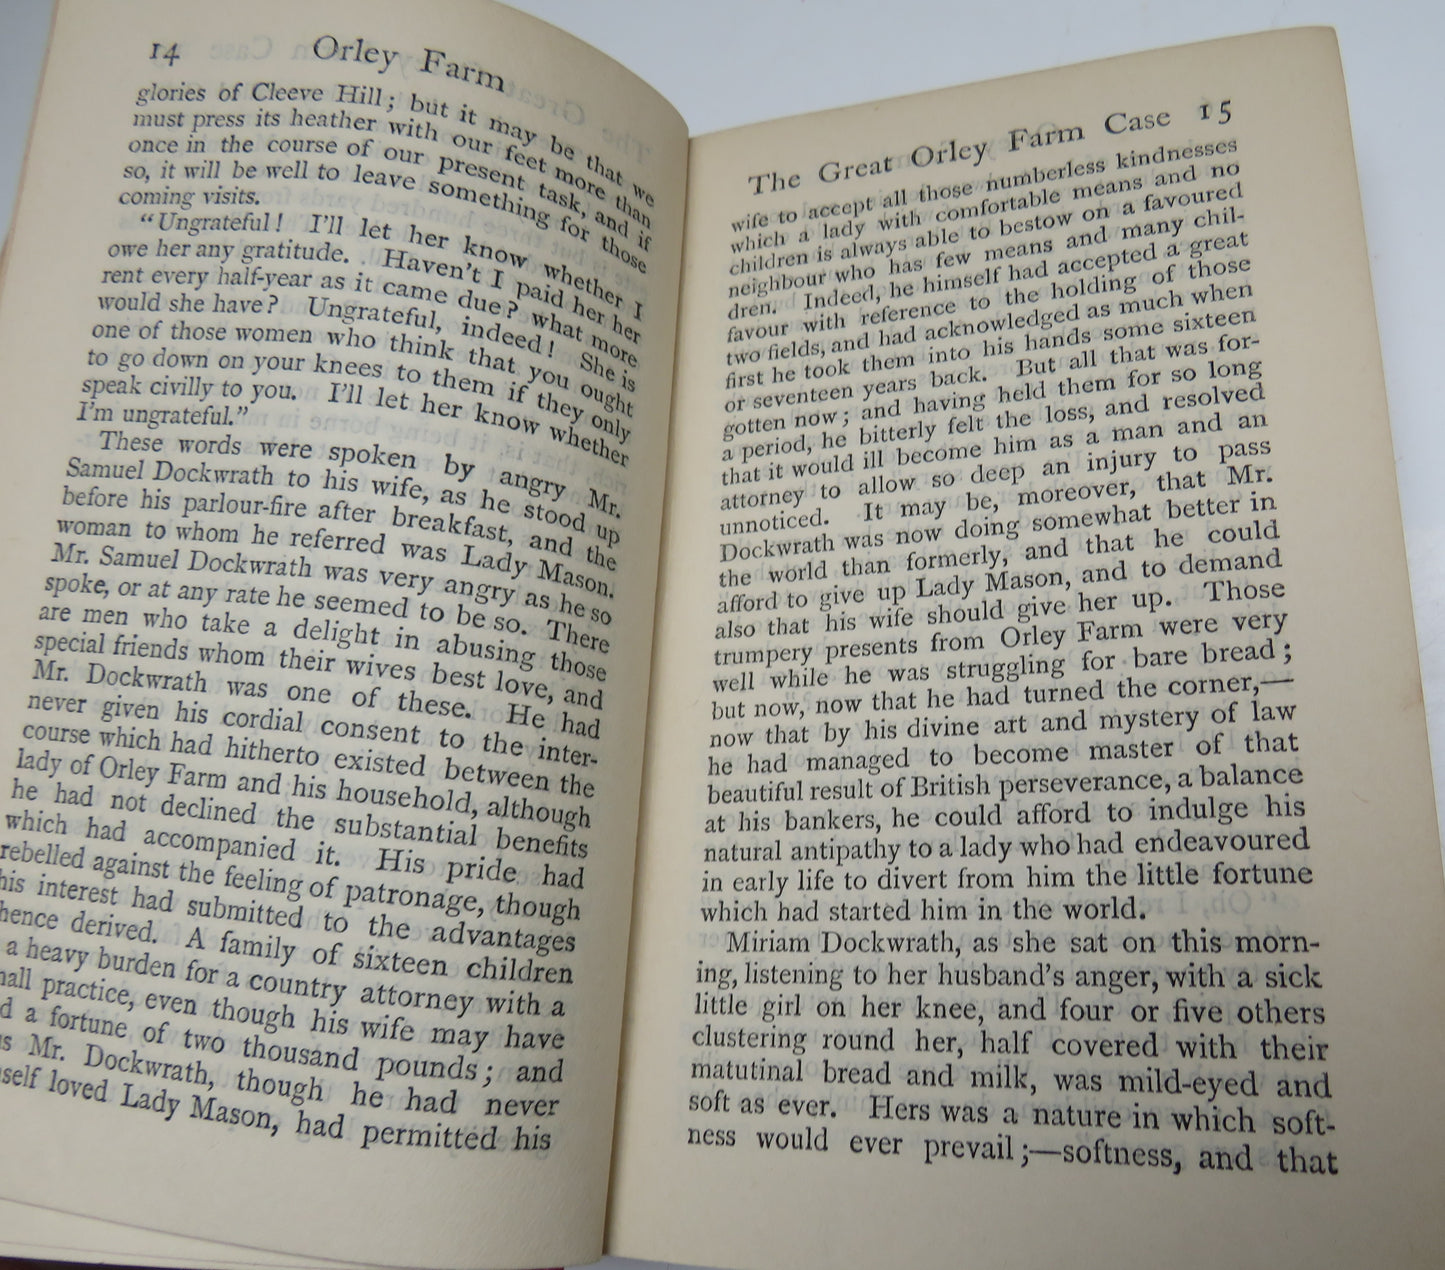 14 Orley Farm
glories of Cleeve Hill; but it may be that we
must press its heather with our feet more than
once in the course of our present task, and if
so, it will be well to leave something for those
coming visits.
"Ungrateful! I'll let her know whether I
owe her any gratitude. Haven't I paid her her
rent every half-year as it came due? what more
would she have? Ungrateful, indeed! She is
one of those women who think that you ought
to go down on your knees to them if they only
speak civilly to you. I'll let her know whether
I'm ungrateful."
These words were spoken by angry Mr.
Samuel Dockwrath to his wife, as he stood up
before his parlour-fire after breakfast, and the
woman to whom he referred was Lady Mason.
Mr. Samuel Dockwrath was very angry as he so
spoke, or at any rate he seemed to be so. There
are men who take a delight in abusing those
special friends whom their wives best love, and
Mr. Dockwrath was one of these. He had
never given his cordial consent to the inter-
course which had hitherto existed between the
lady of Orley Farm and his household, although
he had not declined the substantial benefits
which had accompanied it. His pride had
rebelled against the feeling of patronage, though
his interest had submitted to the advantages
hence derived. A family of sixteen children
a heavy burden for a country attorney with a
mall practice, even though his wife may have
d a fortune of two thousand pounds; and
us Mr. Dockwrath, though he had never
self loved Lady Mason, had permitted his
The Great Orley Farm Case 15
wife to accept all those numberless kindnesses
which a lady with comfortable means and no
children is always able to bestow on a favoured
neighbour who has few means and many chil-
dren. Indeed, he himself had accepted a great
favour with reference to the holding of those
two fields, and had acknowledged as much when
first he took them into his hands some sixteen
or seventeen years back. But all that was for-
gotten now; and having held them for so long
a period, he bitterly felt the loss, and resolved
that it would ill become him as a man and an
attorney to allow so deep an injury to pass
unnoticed. It may be, moreover, that Mr.
Dockwrath was now doing somewhat better in
the world than formerly, and that he could
afford to give up Lady Mason, and to demand
also that his wife should give her up. Those
trumpery presents from Orley Farm were very
well while he was struggling for bare bread;
but now, now that he had turned the corner,—
now that by his divine art and mystery of law
he had managed to become master of that
beautiful result of British perseverance, a balance
at his bankers, he could afford to indulge his
natural antipathy to a lady who had endeavoured
in early life to divert from him the little fortune
which had started him in the world.
Miriam Dockwrath, as she sat on this morn-
ing, listening to her husband's anger, with a sick
little girl on her knee, and four or five others
clustering round her, half covered with their
matutinal bread and milk, was mild-eyed and
soft as ever. Hers was a nature in which soft-
ness would ever prevail;—softness, and that